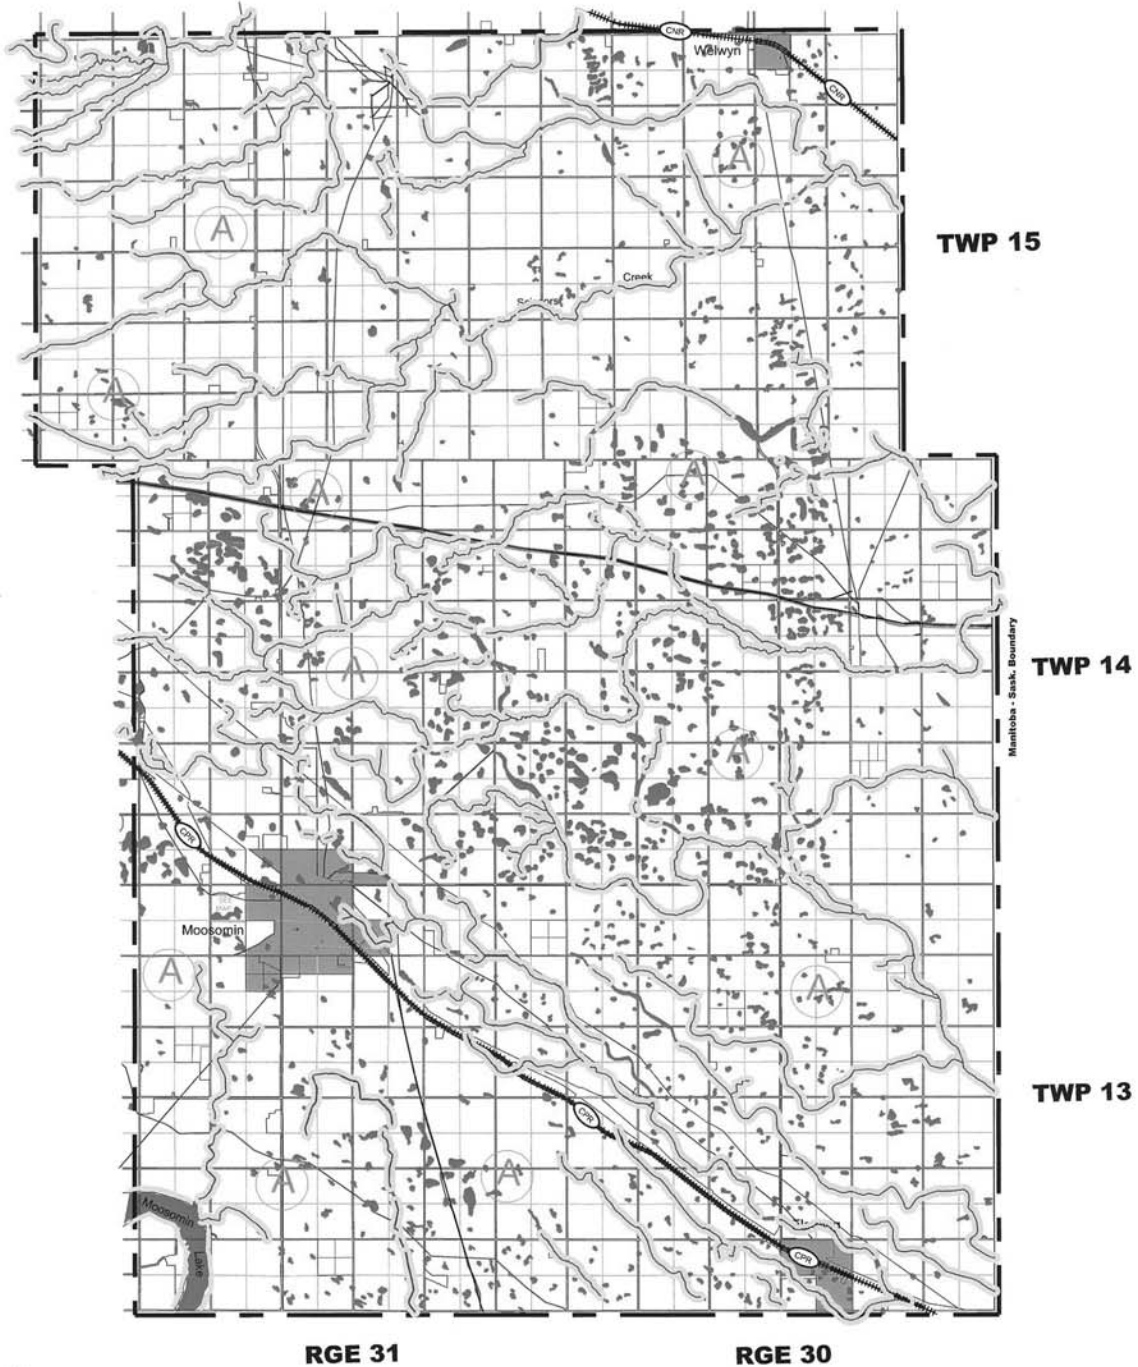 CNR
Welwyn
CNR
A
A
TWP 15
Creek
A
A
A
Manitoba - Sask. Boundary
TWP 14
A
A
CPR
Moosomin
A
A
TWP 13
CPR
A
A
Moosomin
Lake
CPR
RGE 31
RGE 30